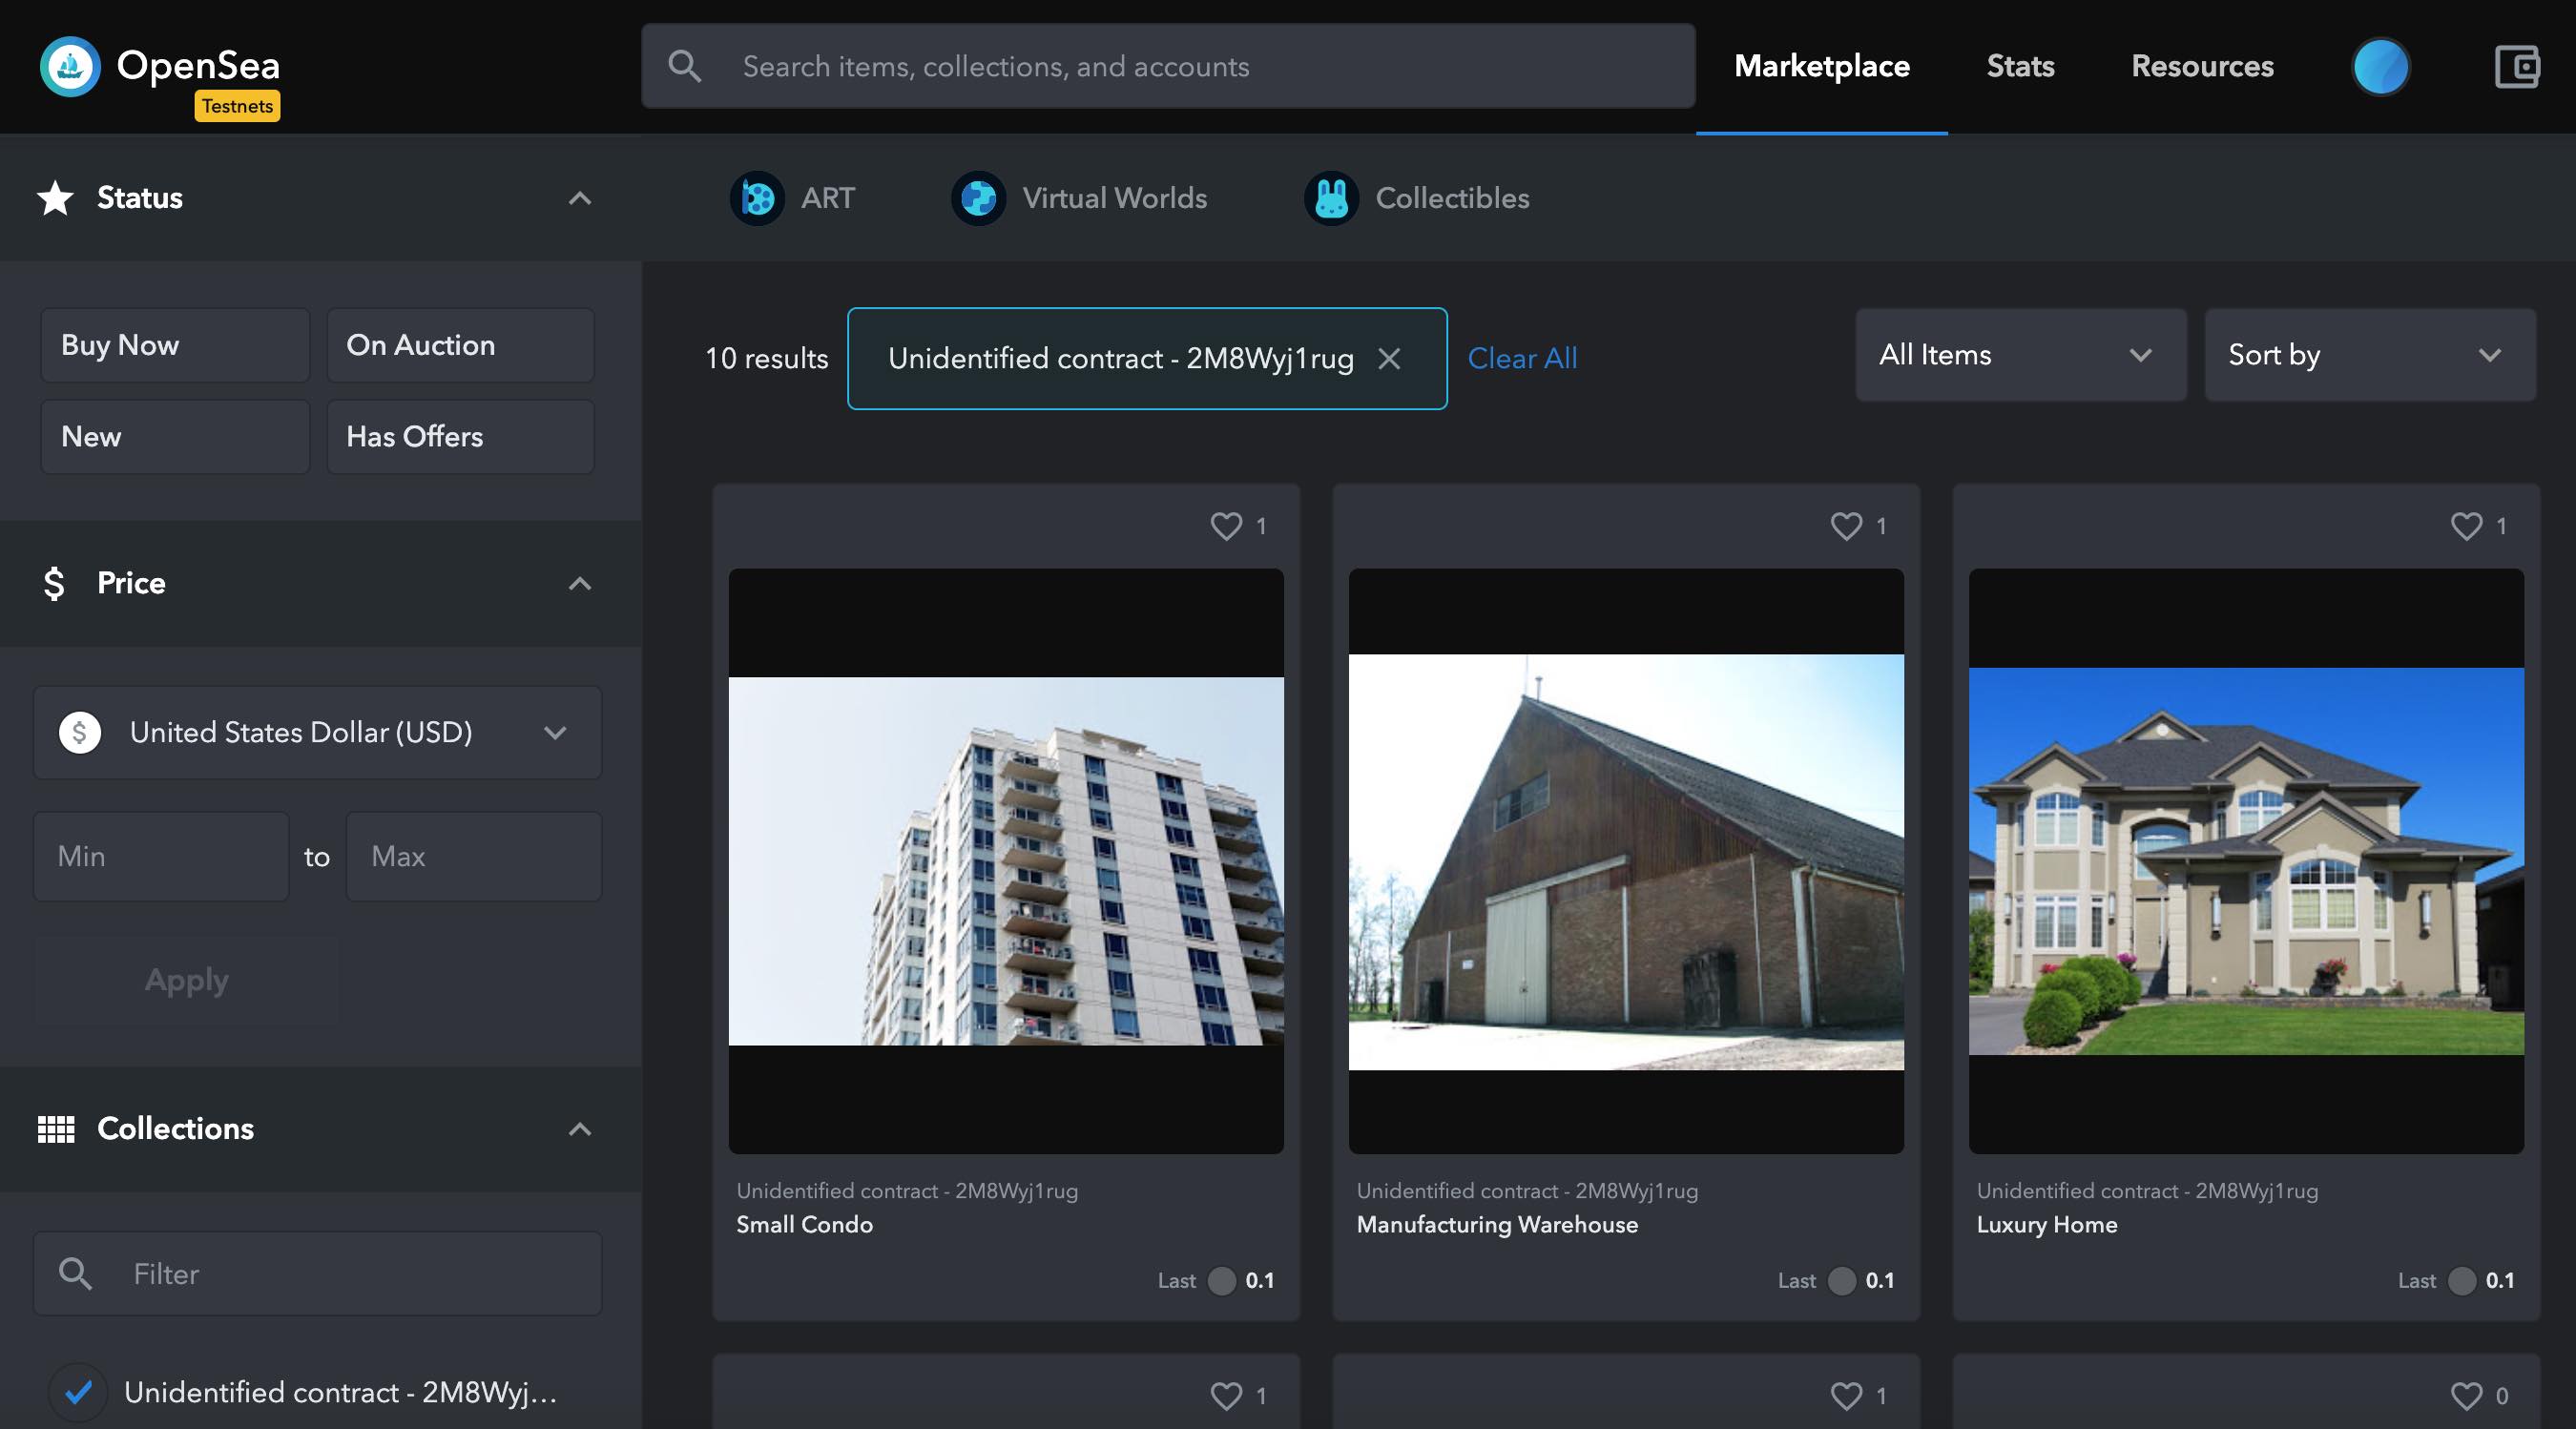 OpenSea
Testnets
Search items, collections, and accounts
Marketplace
Stats
Resources
Status
ART
Virtual Worlds
Collectibles
Buy Now
On Auction
New
Has Offers
10 results
Unidentified contract - 2M8Wyj1rug
Clear All
All Items
Sort by
Price
$ United States Dollar (USD)
Min to Max
Apply
Collections
Filter
Unidentified contract - 2M8Wyj...
1
Unidentified contract - 2M8Wyj1rug
Small Condo
Last 0.1
1
Unidentified contract - 2M8Wyj1rug
Manufacturing Warehouse
Last 0.1
1
Unidentified contract - 2M8Wyj1rug
Luxury Home
Last 0.1
1
1
0